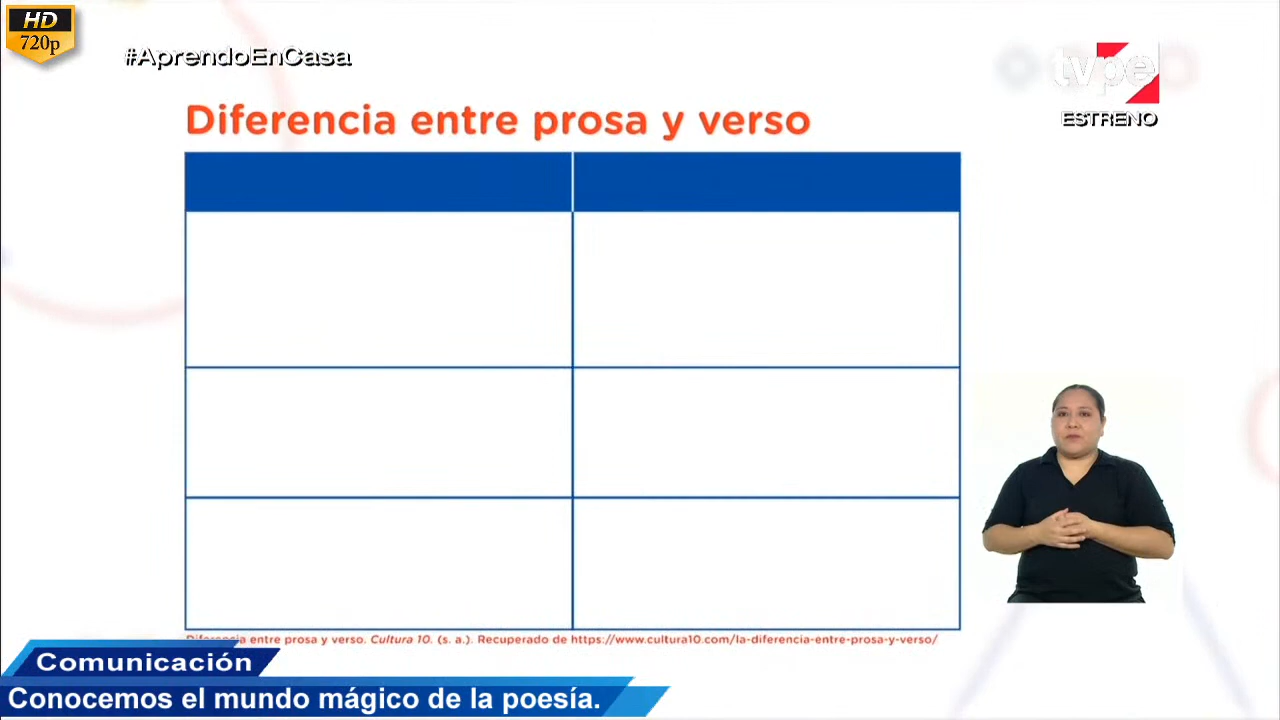 HD
720p
#AprendoEnCasa
tvpe
ESTRENO
Diferencia entre prosa y verso
Diferencia entre prosa y verso. Cultura 10. (s. a.). Recuperado de https://www.cultura10.com/la-diferencia-entre-prosa-y-verso/
Comunicación
Conocemos el mundo mágico de la poesía.